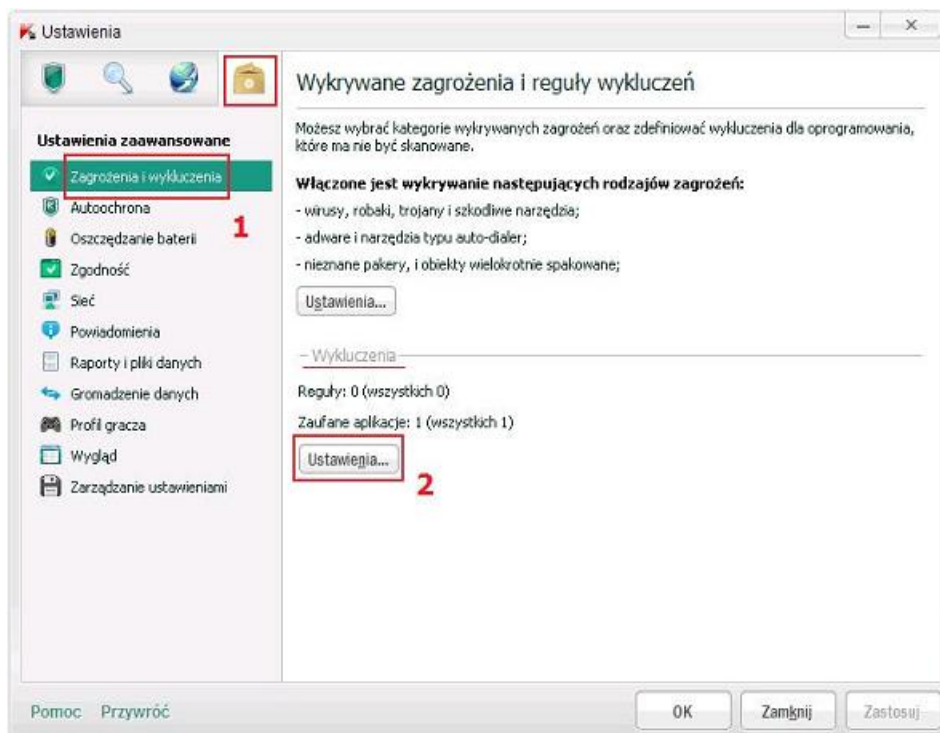 Ustawienia
Ustawienia zaawansowane
Zagrożenia i wykluczenia
1
Autoochrona
Oszczędzanie baterii
Zgodność
Sieć
Powiadomienia
Raporty i pliki danych
Gromadzenie danych
Profil gracza
Wygląd
Zarządzanie ustawieniami
Wykrywane zagrożenia i reguły wykluczeń
Możesz wybrać kategorie wykrywanych zagrożeń oraz zdefiniować wykluczenia dla oprogramowania,
które ma nie być skanowane.
Włączone jest wykrywanie następujących rodzajów zagrożeń:
- wirusy, robaki, trojany i szkodliwe narzędzia;
- adware i narzędzia typu auto-dialer;
- nieznane pakery, i obiekty wielokrotnie spakowane;
Ustawienia...
Wykluczenia
Reguły: 0 (wszystkich 0)
Zaufane aplikacje: 1 (wszystkich 1)
Ustawienia...
2
Pomoc Przywróć
OK Zamknij Zastosuj